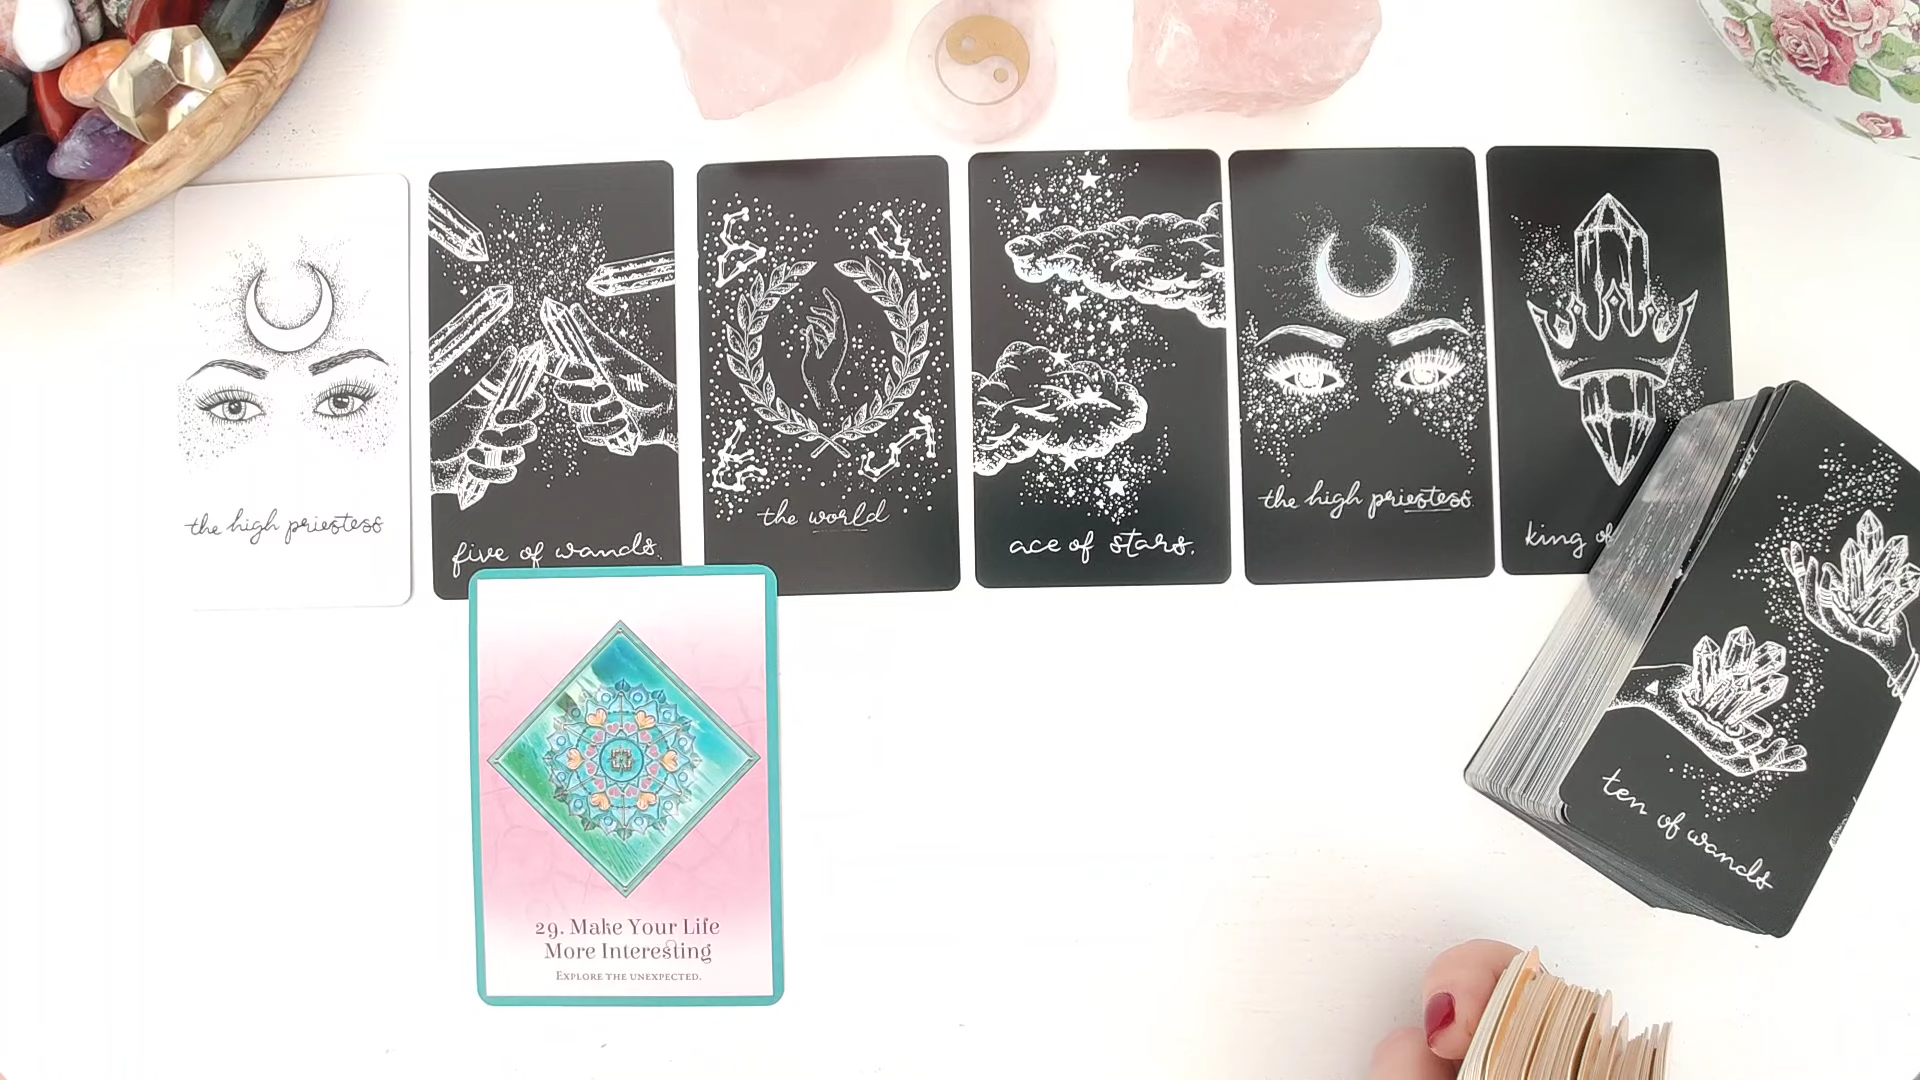 the high priestess
five of wands.
the world
ace of stars.
the high priestess
king of
ten of wands
29. Make Your Life
More Interesting
Explore the unexpected.